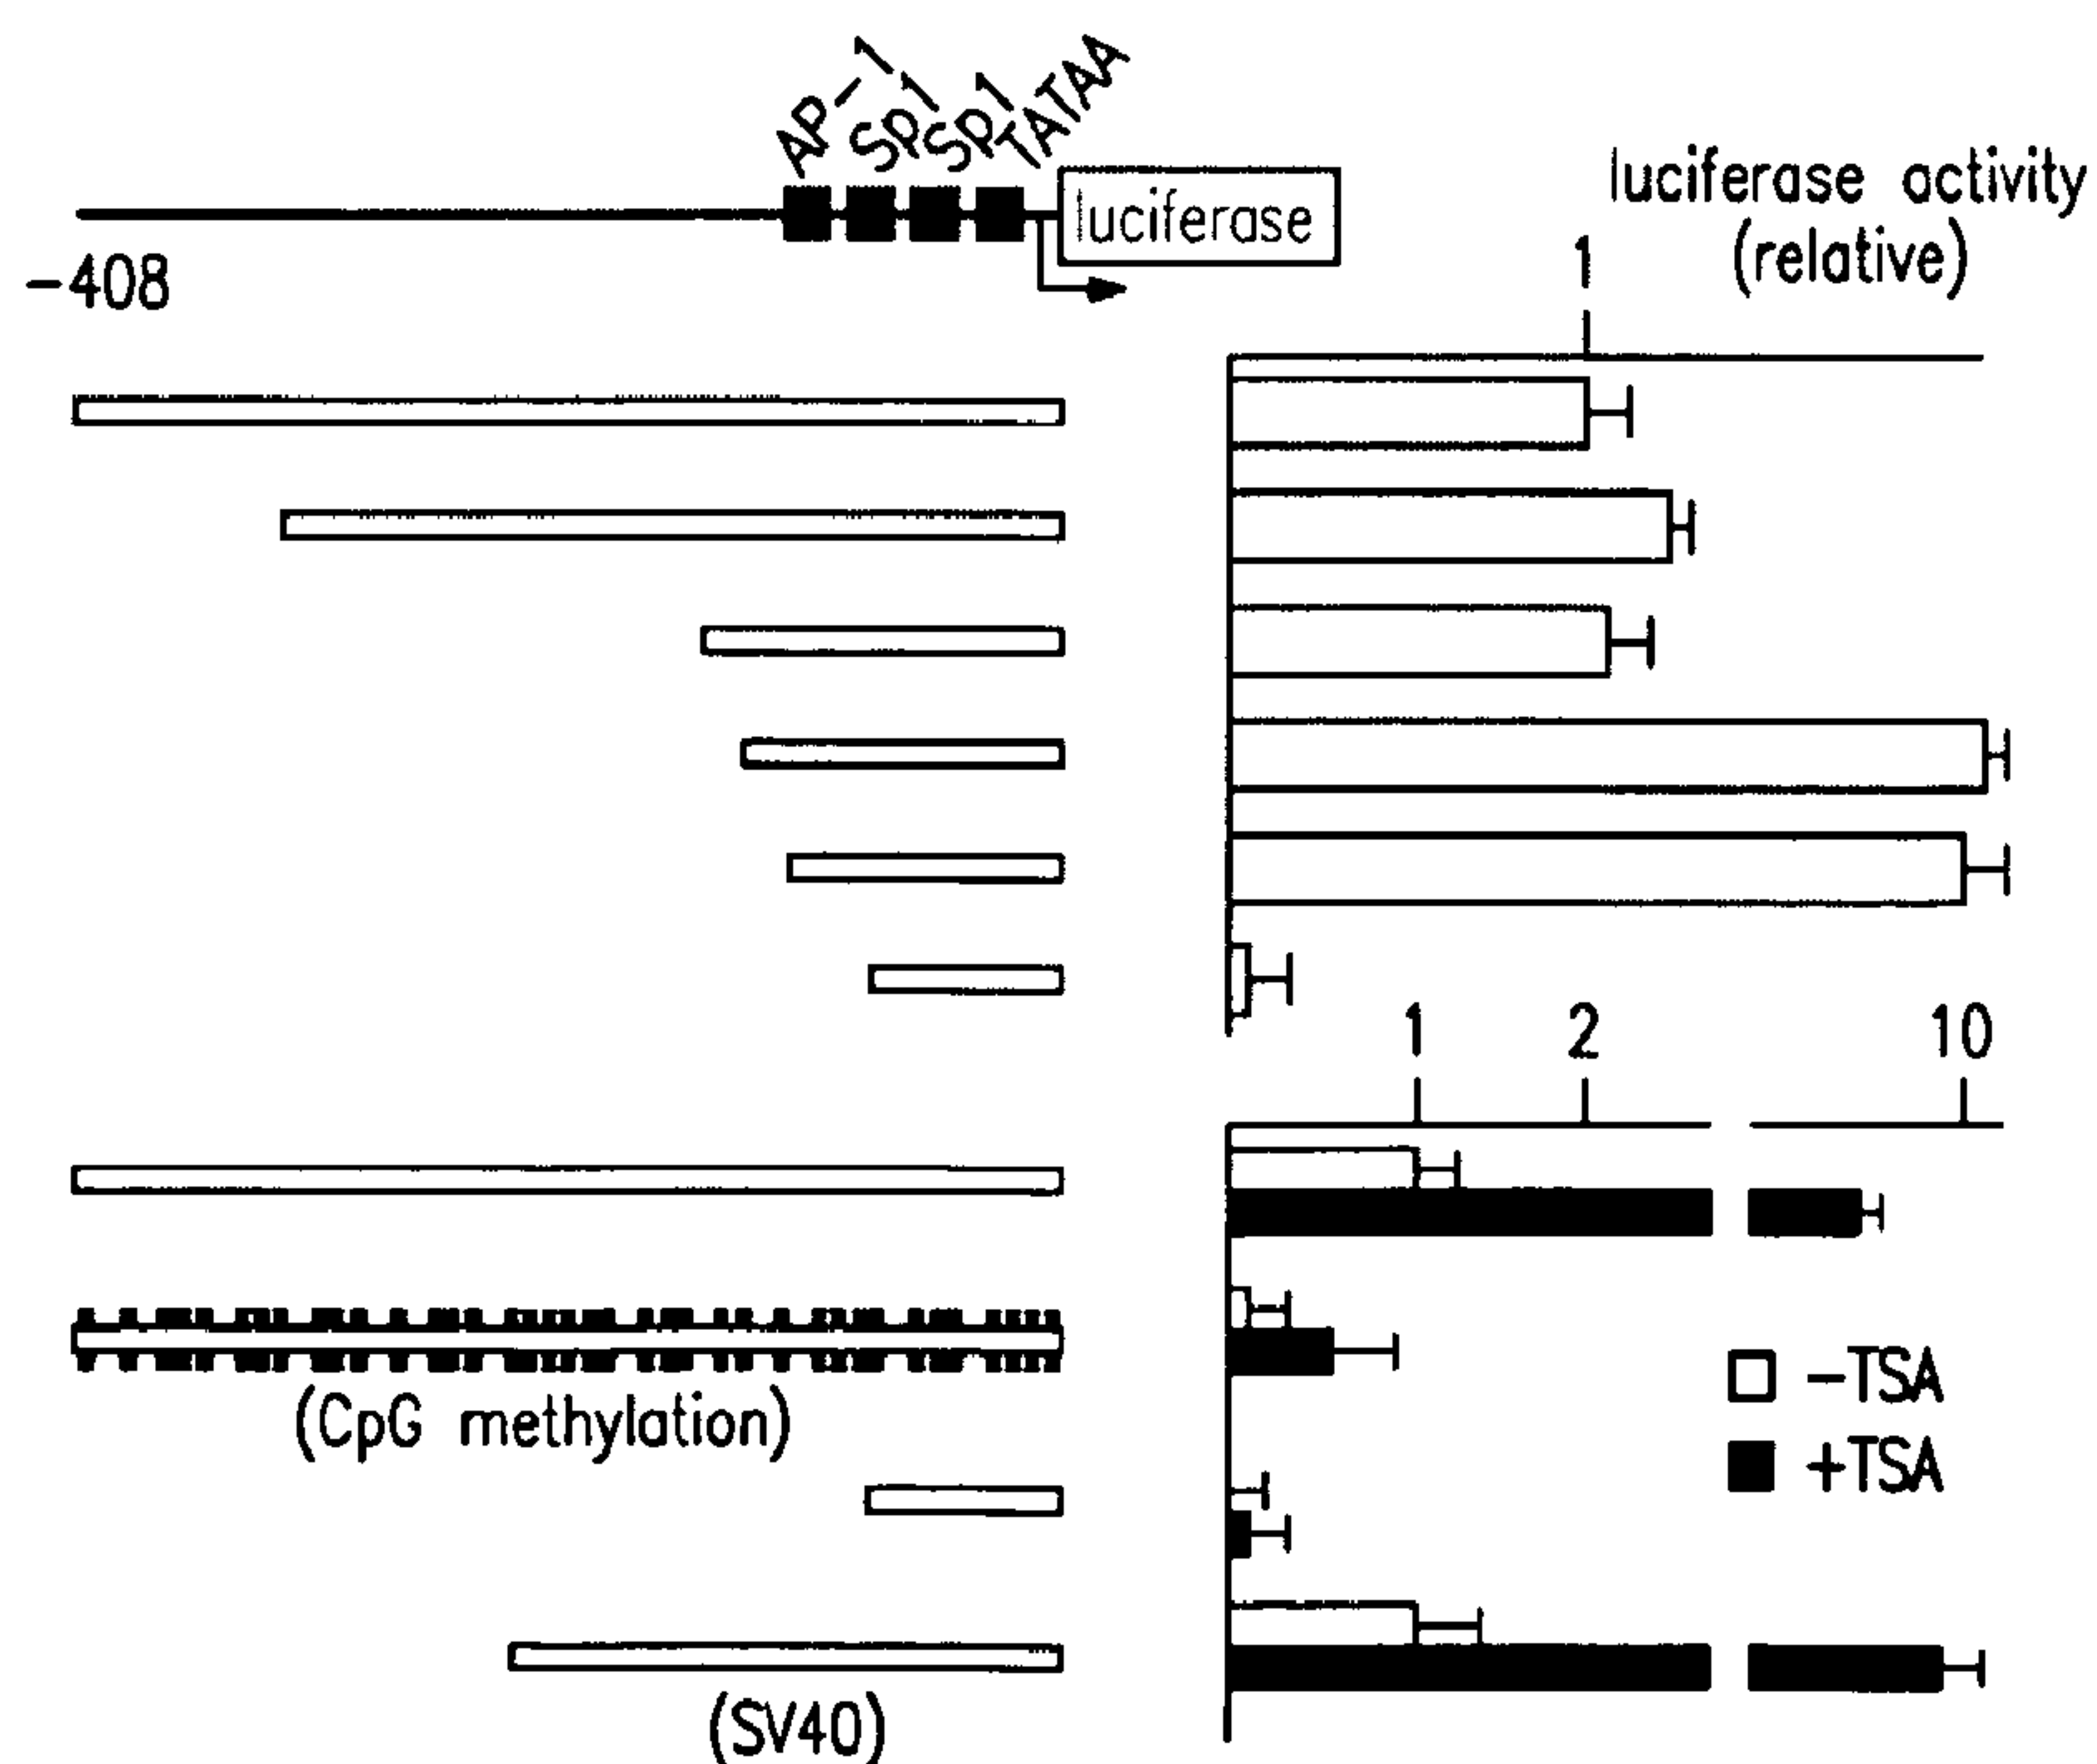 AP-1
SP1
SP1
TATAA
luciferase
-408
luciferase activity
(relative)
1
1
2
10
(CpG methylation)
-TSA
+TSA
(SV40)